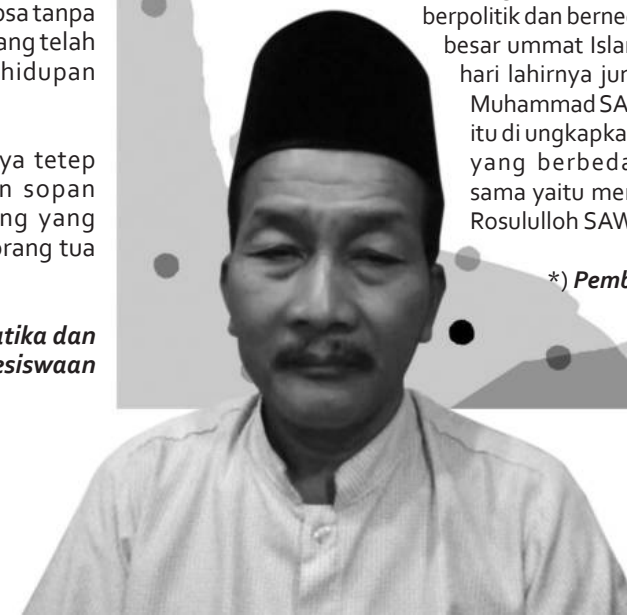 osa tanpa
ang telah
hidupan
ya tetep
n sopan
ng yang
orang tua
atika dan
esiswaan
berpolitik dan berne
besar ummat Isla
hari lahirnya ju
Muhammad SA
itu di ungkapka
yang berbeda
sama yaitu me
Rosululloh SAW
*) Pemb